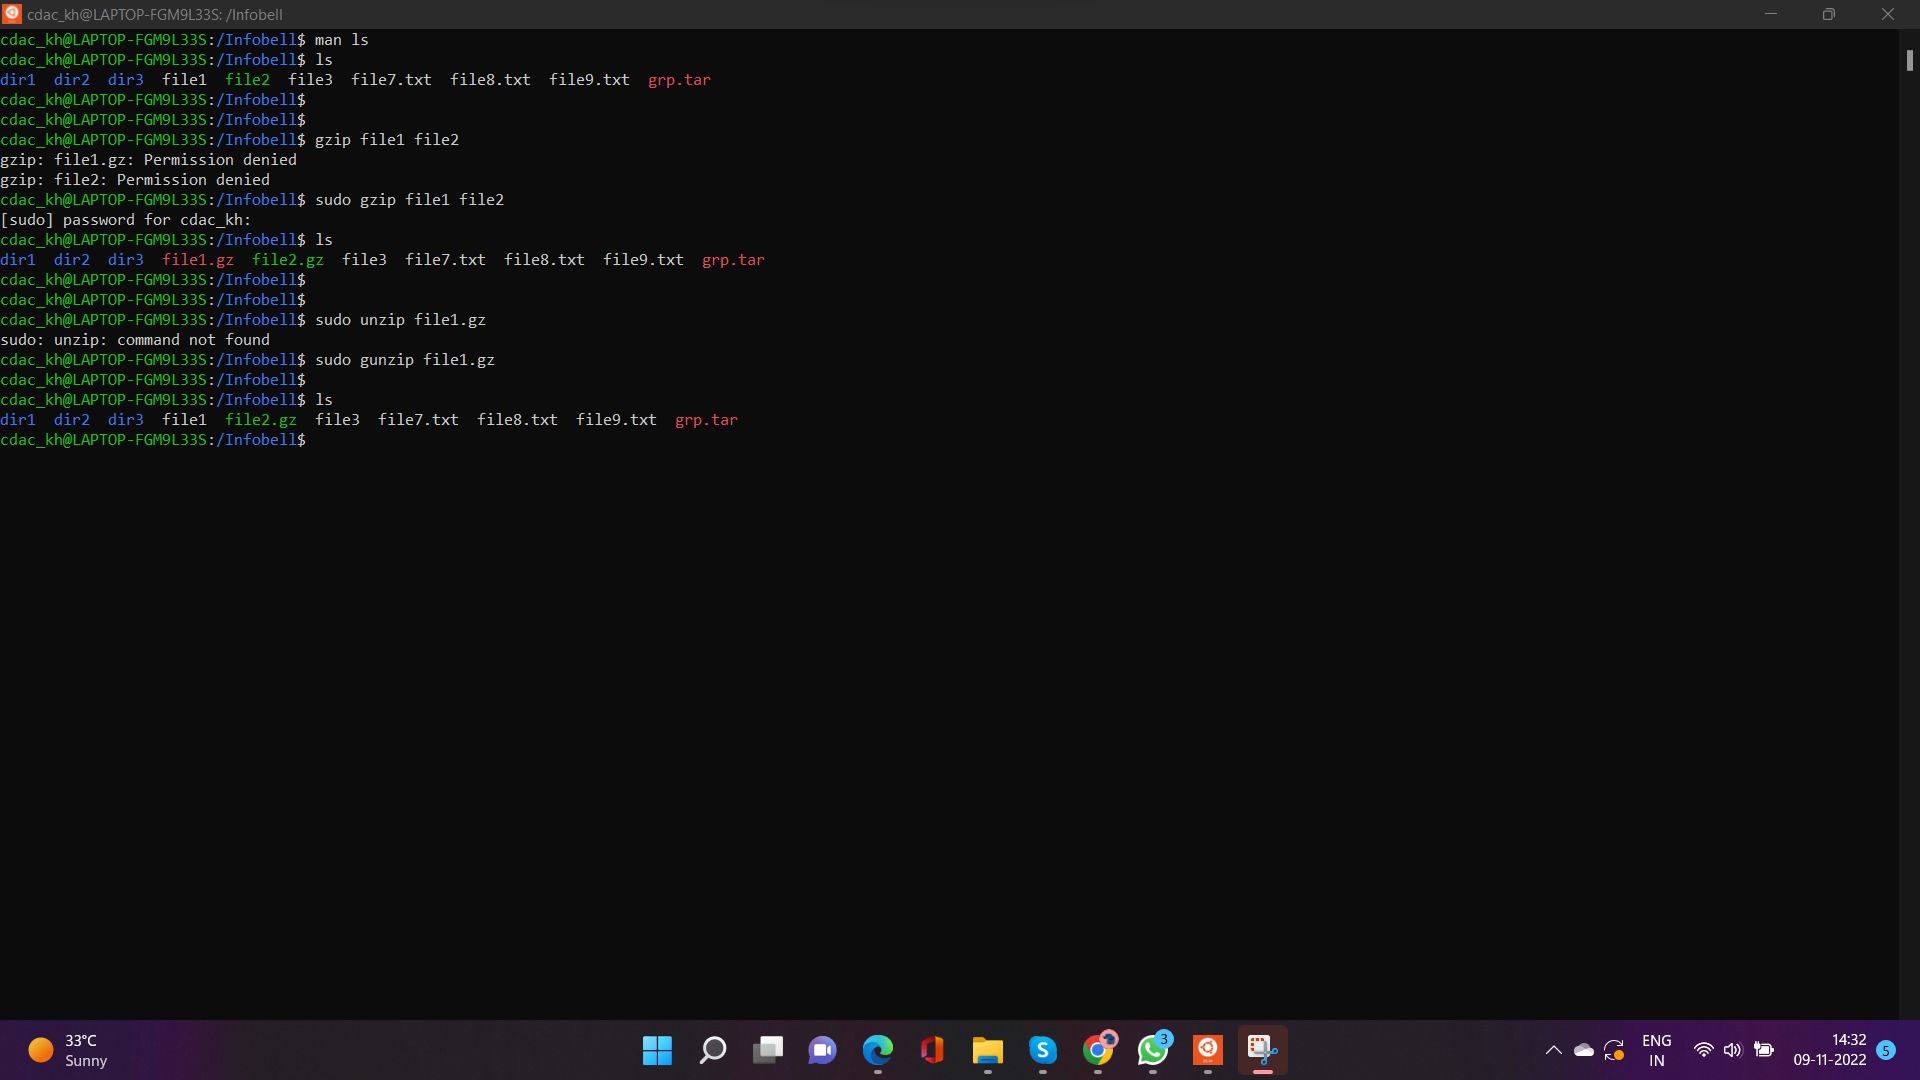 cdac_kh@LAPTOP-FGM9L33S: /Infobell
cdac_kh@LAPTOP-FGM9L33S:/Infobell$ man ls
cdac_kh@LAPTOP-FGM9L33S:/Infobell$ ls
dir1  dir2  dir3  file1  file2  file3  file7.txt  file8.txt  file9.txt  grp.tar
cdac_kh@LAPTOP-FGM9L33S:/Infobell$
cdac_kh@LAPTOP-FGM9L33S:/Infobell$
cdac_kh@LAPTOP-FGM9L33S:/Infobell$ gzip file1 file2
gzip: file1.gz: Permission denied
gzip: file2: Permission denied
cdac_kh@LAPTOP-FGM9L33S:/Infobell$ sudo gzip file1 file2
[sudo] password for cdac_kh:
cdac_kh@LAPTOP-FGM9L33S:/Infobell$ ls
dir1  dir2  dir3  file1.gz  file2.gz  file3  file7.txt  file8.txt  file9.txt  grp.tar
cdac_kh@LAPTOP-FGM9L33S:/Infobell$
cdac_kh@LAPTOP-FGM9L33S:/Infobell$
cdac_kh@LAPTOP-FGM9L33S:/Infobell$ sudo unzip file1.gz
sudo: unzip: command not found
cdac_kh@LAPTOP-FGM9L33S:/Infobell$ sudo gunzip file1.gz
cdac_kh@LAPTOP-FGM9L33S:/Infobell$
cdac_kh@LAPTOP-FGM9L33S:/Infobell$ ls
dir1  dir2  dir3  file1  file2.gz  file3  file7.txt  file8.txt  file9.txt  grp.tar
cdac_kh@LAPTOP-FGM9L33S:/Infobell$
33°C
Sunny
S
3
ENG
IN
14:32
09-11-2022
5